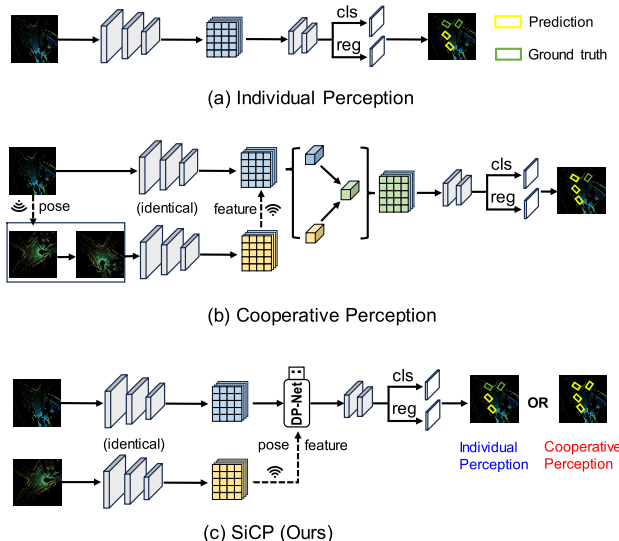 cls
reg
Prediction
Ground truth
(a) Individual Perception
pose
(identical)
feature
cls
reg
(b) Cooperative Perception
(identical)
DP-Net
pose
feature
cls
reg
OR
Individual
Perception
Cooperative
Perception
(c) SiCP (Ours)